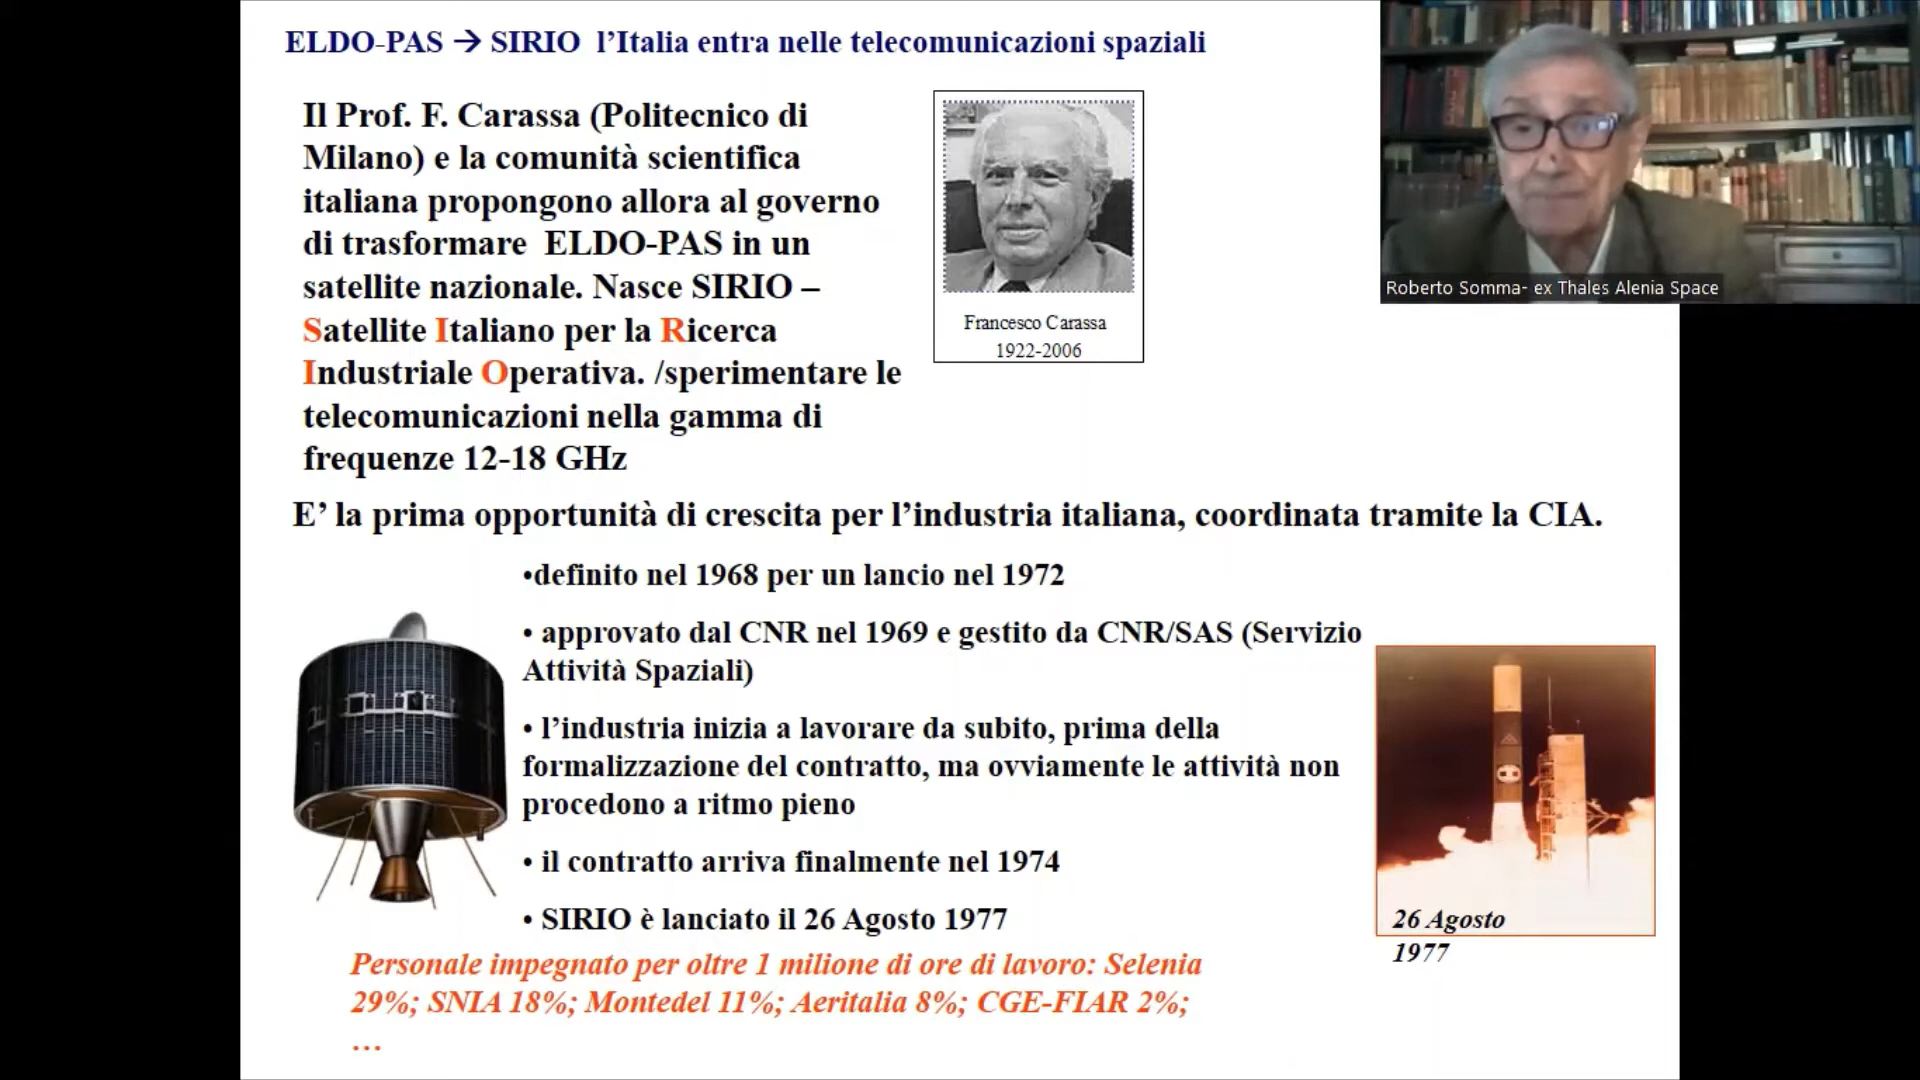 ELDO-PAS → SIRIO l’Italia entra nelle telecomunicazioni spaziali
Il Prof. F. Carassa (Politecnico di
Milano) e la comunità scientifica
italiana propongono allora al governo
di trasformare ELDO-PAS in un
satellite nazionale. Nasce SIRIO –
Satellite Italiano per la Ricerca
Industriale Operativa. /sperimentare le
telecomunicazioni nella gamma di
frequenze 12-18 GHz
Francesco Carassa
1922-2006
Roberto Somma- ex Thales Alenia Space
E’ la prima opportunità di crescita per l’industria italiana, coordinata tramite la CIA.
•definito nel 1968 per un lancio nel 1972
• approvato dal CNR nel 1969 e gestito da CNR/SAS (Servizio
Attività Spaziali)
• l’industria inizia a lavorare da subito, prima della
formalizzazione del contratto, ma ovviamente le attività non
procedono a ritmo pieno
• il contratto arriva finalmente nel 1974
• SIRIO è lanciato il 26 Agosto 1977
26 Agosto
1977
Personale impegnato per oltre 1 milione di ore di lavoro: Selenia
29%; SNIA 18%; Montedel 11%; Aeritalia 8%; CGE-FIAR 2%;
…